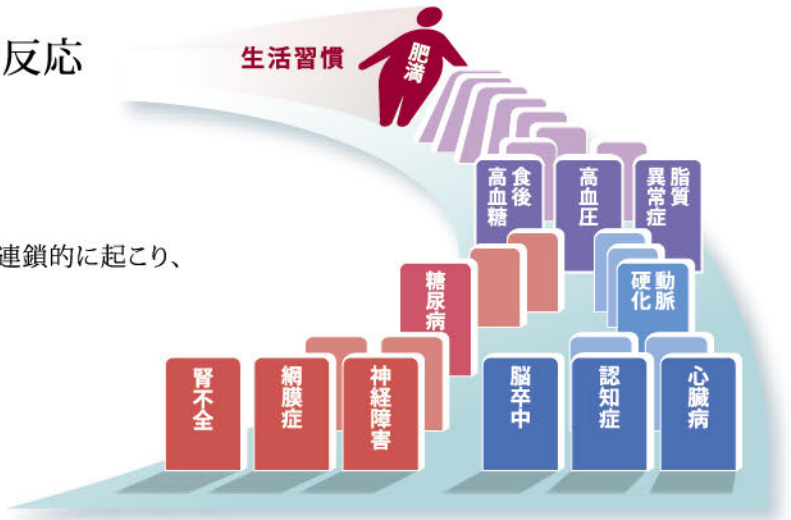 反応
生活習慣
肥満
食後
高血糖
高血圧
脂質
異常症
連鎖的に起こり、
糖尿病
動脈
硬化
腎不全
網膜症
神経障害
脳卒中
認知症
心臓病